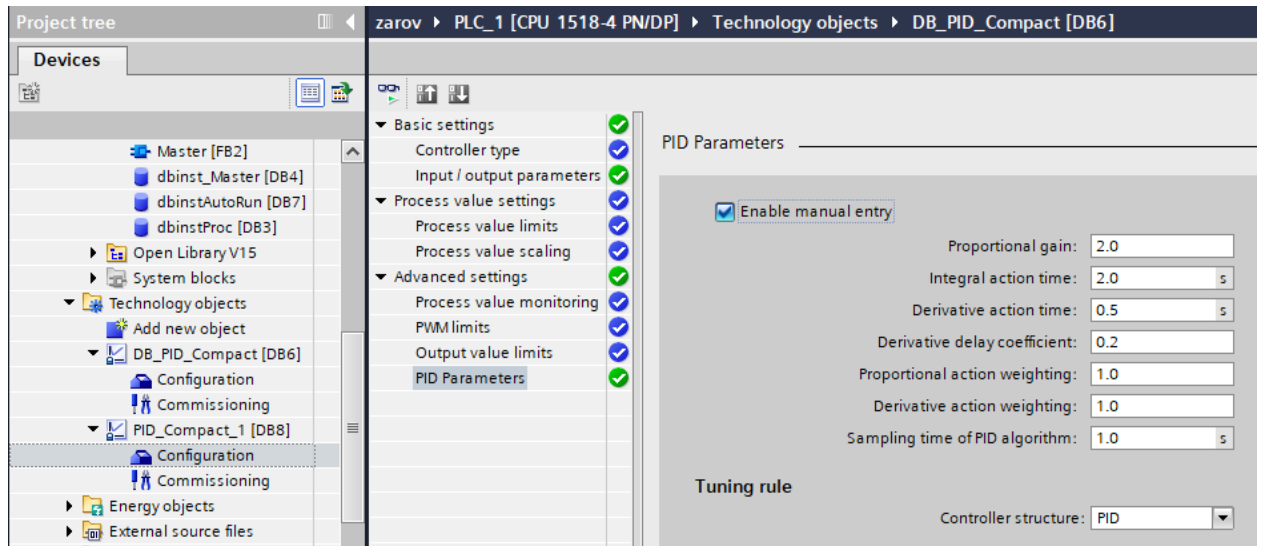 Project tree
Devices
Master [FB2]
dbinst_Master [DB4]
dbinstAutoRun [DB7]
dbinstProc [DB3]
Open Library V15
System blocks
Technology objects
Add new object
DB_PID_Compact [DB6]
Configuration
Commissioning
PID_Compact_1 [DB8]
Configuration
Commissioning
Energy objects
External source files
zarov PLC_1 [CPU 1518-4 PN/DP] Technology objects DB_PID_Compact [DB6]
Basic settings
Controller type
Input / output parameters
Process value settings
Process value limits
Process value scaling
Advanced settings
Process value monitoring
PWM limits
Output value limits
PID Parameters
PID Parameters
Enable manual entry
Proportional gain: 2.0
Integral action time: 2.0 s
Derivative action time: 0.5 s
Derivative delay coefficient: 0.2
Proportional action weighting: 1.0
Derivative action weighting: 1.0
Sampling time of PID algorithm: 1.0 s
Tuning rule
Controller structure: PID